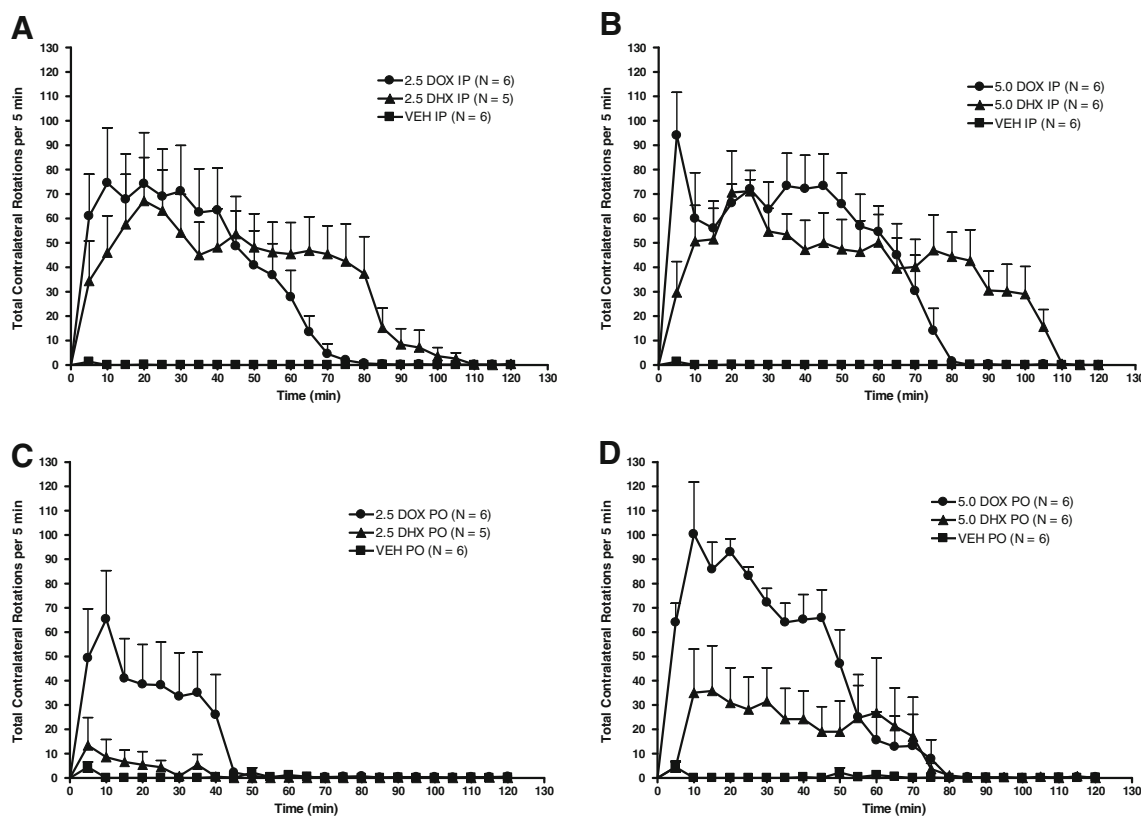 A
130
120
110
100
90
80
70
60
50
40
30
20
10
0
Total Contralateral Rotations per 5 min
2.5 DOX IP (N = 6)
2.5 DHX IP (N = 5)
VEH IP (N = 6)
0 10 20 30 40 50 60 70 80 90 100 110 120 130
Time (min)
B
130
120
110
100
90
80
70
60
50
40
30
20
10
0
Total Contralateral Rotations per 5 min
5.0 DOX IP (N = 6)
5.0 DHX IP (N = 6)
VEH IP (N = 6)
0 10 20 30 40 50 60 70 80 90 100 110 120 130
Time (min)
C
130
120
110
100
90
80
70
60
50
40
30
20
10
0
Total Contralateral Rotations per 5 min
2.5 DOX PO (N = 6)
2.5 DHX PO (N = 5)
VEH PO (N = 6)
0 10 20 30 40 50 60 70 80 90 100 110 120 130
Time (min)
D
130
120
110
100
90
80
70
60
50
40
30
20
10
0
Total Contralateral Rotations per 5 min
5.0 DOX PO (N = 6)
5.0 DHX PO (N = 6)
VEH PO (N = 6)
0 10 20 30 40 50 60 70 80 90 100 110 120 130
Time (min)